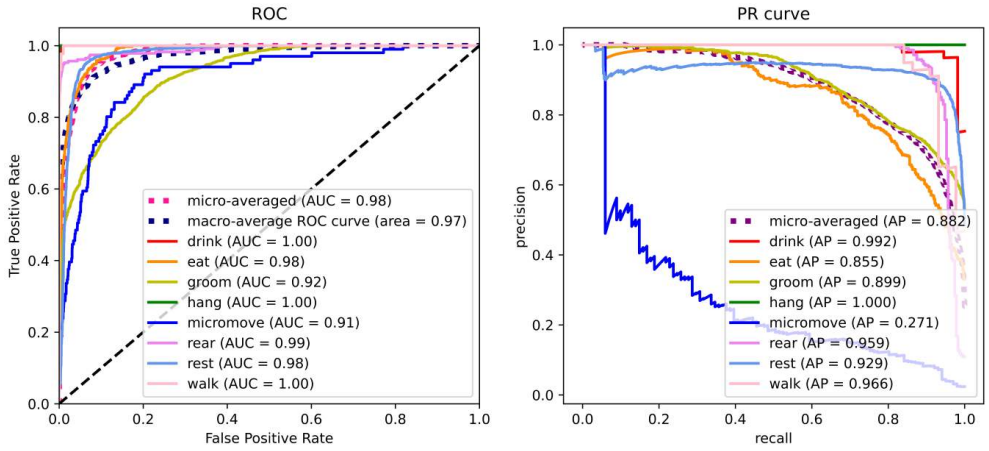 ROC
1.0
0.8
0.6
0.4
0.2
0.0
True Positive Rate
micro-averaged (AUC = 0.98)
macro-average ROC curve (area = 0.97)
drink (AUC = 1.00)
eat (AUC = 0.98)
groom (AUC = 0.92)
hang (AUC = 1.00)
micromove (AUC = 0.91)
rear (AUC = 0.99)
rest (AUC = 0.98)
walk (AUC = 1.00)
0.0 0.2 0.4 0.6 0.8 1.0
False Positive Rate
PR curve
1.0
0.8
0.6
0.4
0.2
0.0
precision
micro-averaged (AP = 0.882)
drink (AP = 0.992)
eat (AP = 0.855)
groom (AP = 0.899)
hang (AP = 1.000)
micromove (AP = 0.271)
rear (AP = 0.959)
rest (AP = 0.929)
walk (AP = 0.966)
0.0 0.2 0.4 0.6 0.8 1.0
recall